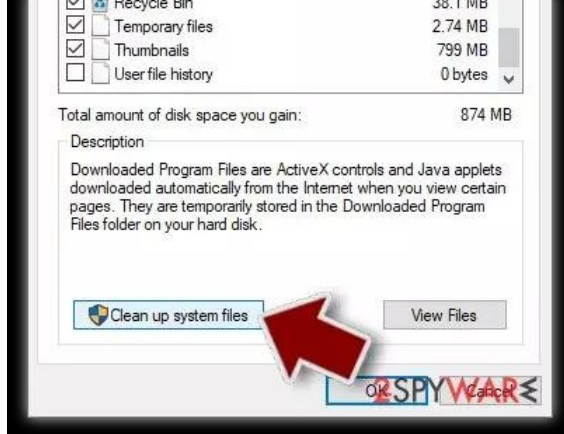 Recycle Bin 38.1 MB
Temporary files 2.74 MB
Thumbnails 799 MB
User file history 0 bytes
Total amount of disk space you gain: 874 MB
Description
Downloaded Program Files are ActiveX controls and Java applets
downloaded automatically from the Internet when you view certain
pages. They are temporarily stored in the Downloaded Program
Files folder on your hard disk.
Clean up system files View Files
OK Cancel
2SPYWARE